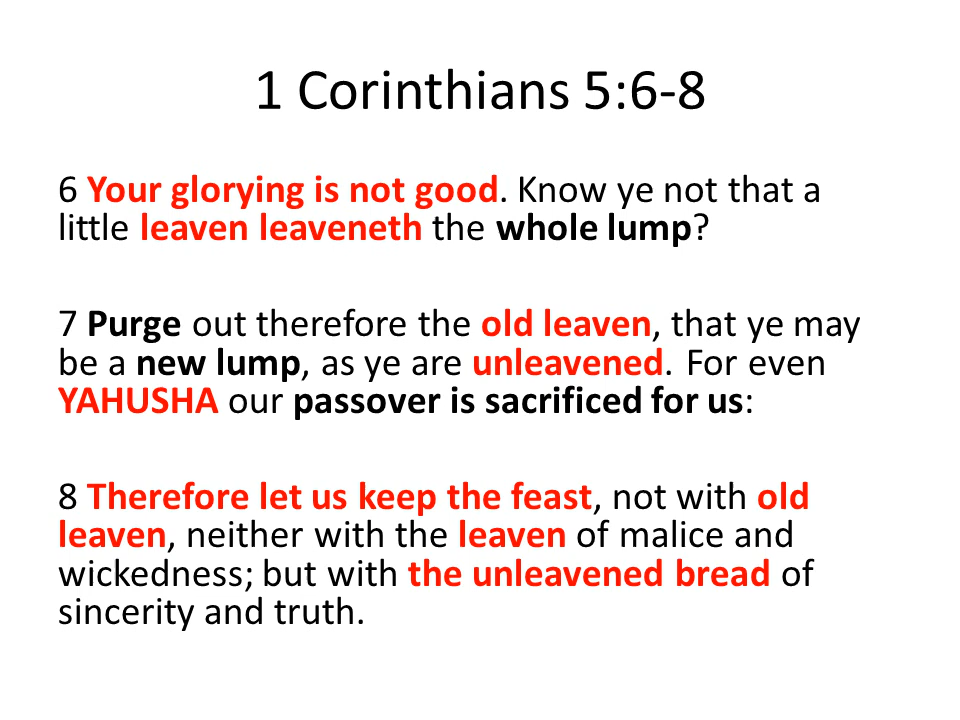 1 Corinthians 5:6-8
6 Your glorying is not good. Know ye not that a
little leaven leaveneth the whole lump?
7 Purge out therefore the old leaven, that ye may
be a new lump, as ye are unleavened. For even
YAHUSHA our passover is sacrificed for us:
8 Therefore let us keep the feast, not with old
leaven, neither with the leaven of malice and
wickedness; but with the unleavened bread of
sincerity and truth.